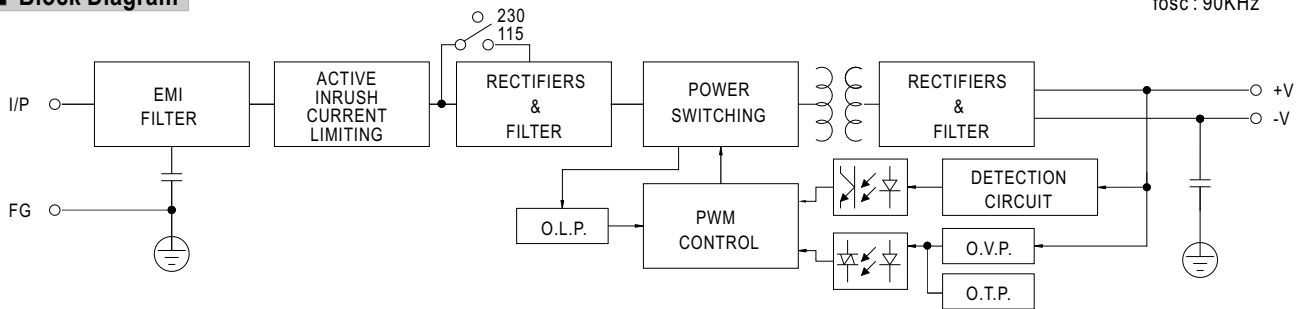 Block Diagram
fosc : 90KHz
230
115
I/P
EMI
FILTER
ACTIVE
INRUSH
CURRENT
LIMITING
RECTIFIERS
&
FILTER
POWER
SWITCHING
RECTIFIERS
&
FILTER
+V
-V
FG
O.L.P.
PWM
CONTROL
DETECTION
CIRCUIT
O.V.P.
O.T.P.